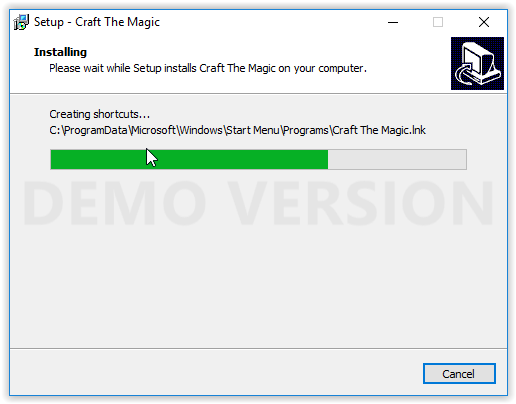 Setup - Craft The Magic
Installing
Please wait while Setup installs Craft The Magic on your computer.
Creating shortcuts...
C:\ProgramData\Microsoft\Windows\Start Menu\Programs\Craft The Magic.lnk
DEMO VERSION
Cancel